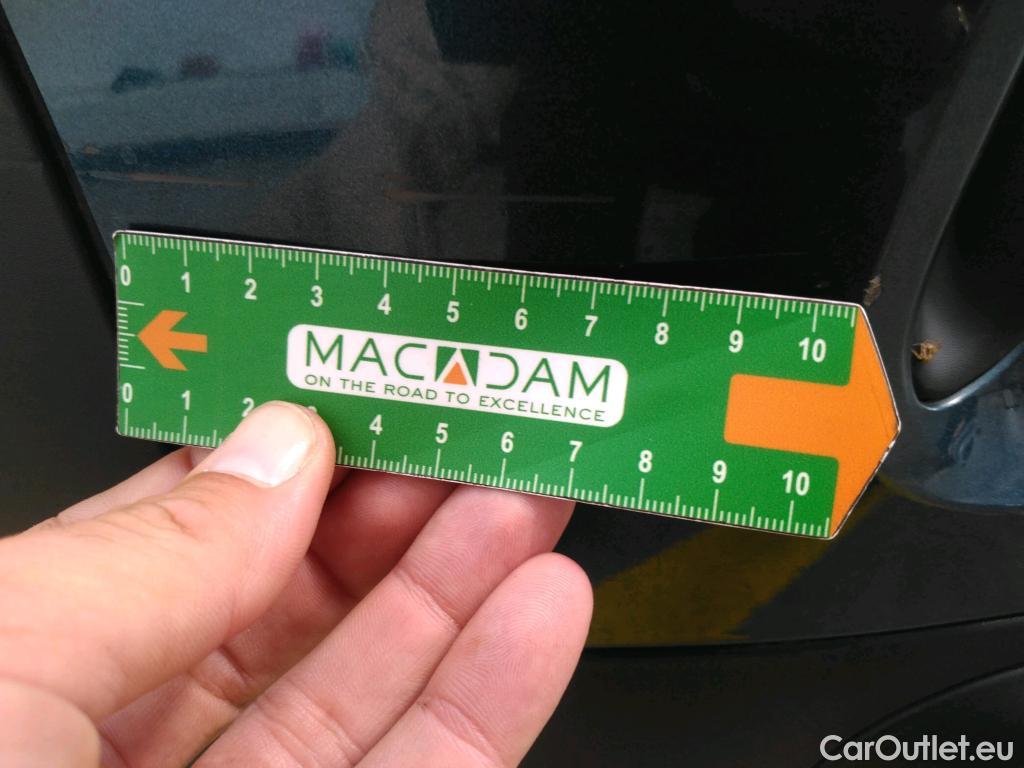 0 1 2 3 4 5 6 7 8 9 10
MACADAM
ON THE ROAD TO EXCELLENCE
0 1 2 3 4 5 6 7 8 9 10
CarOutlet.eu